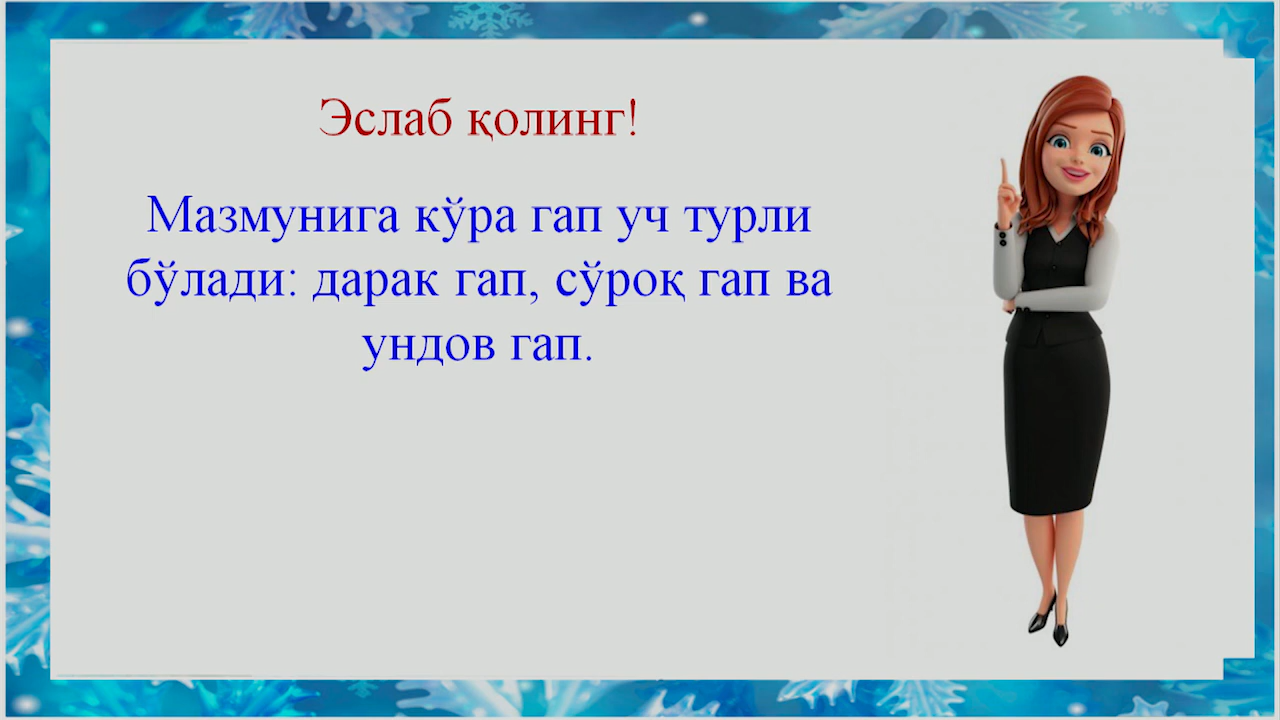 Эслаб қолинг!
Мазмунига кўра гап уч турли
бўлади: дарак гап, сўроқ гап ва
ундов гап.